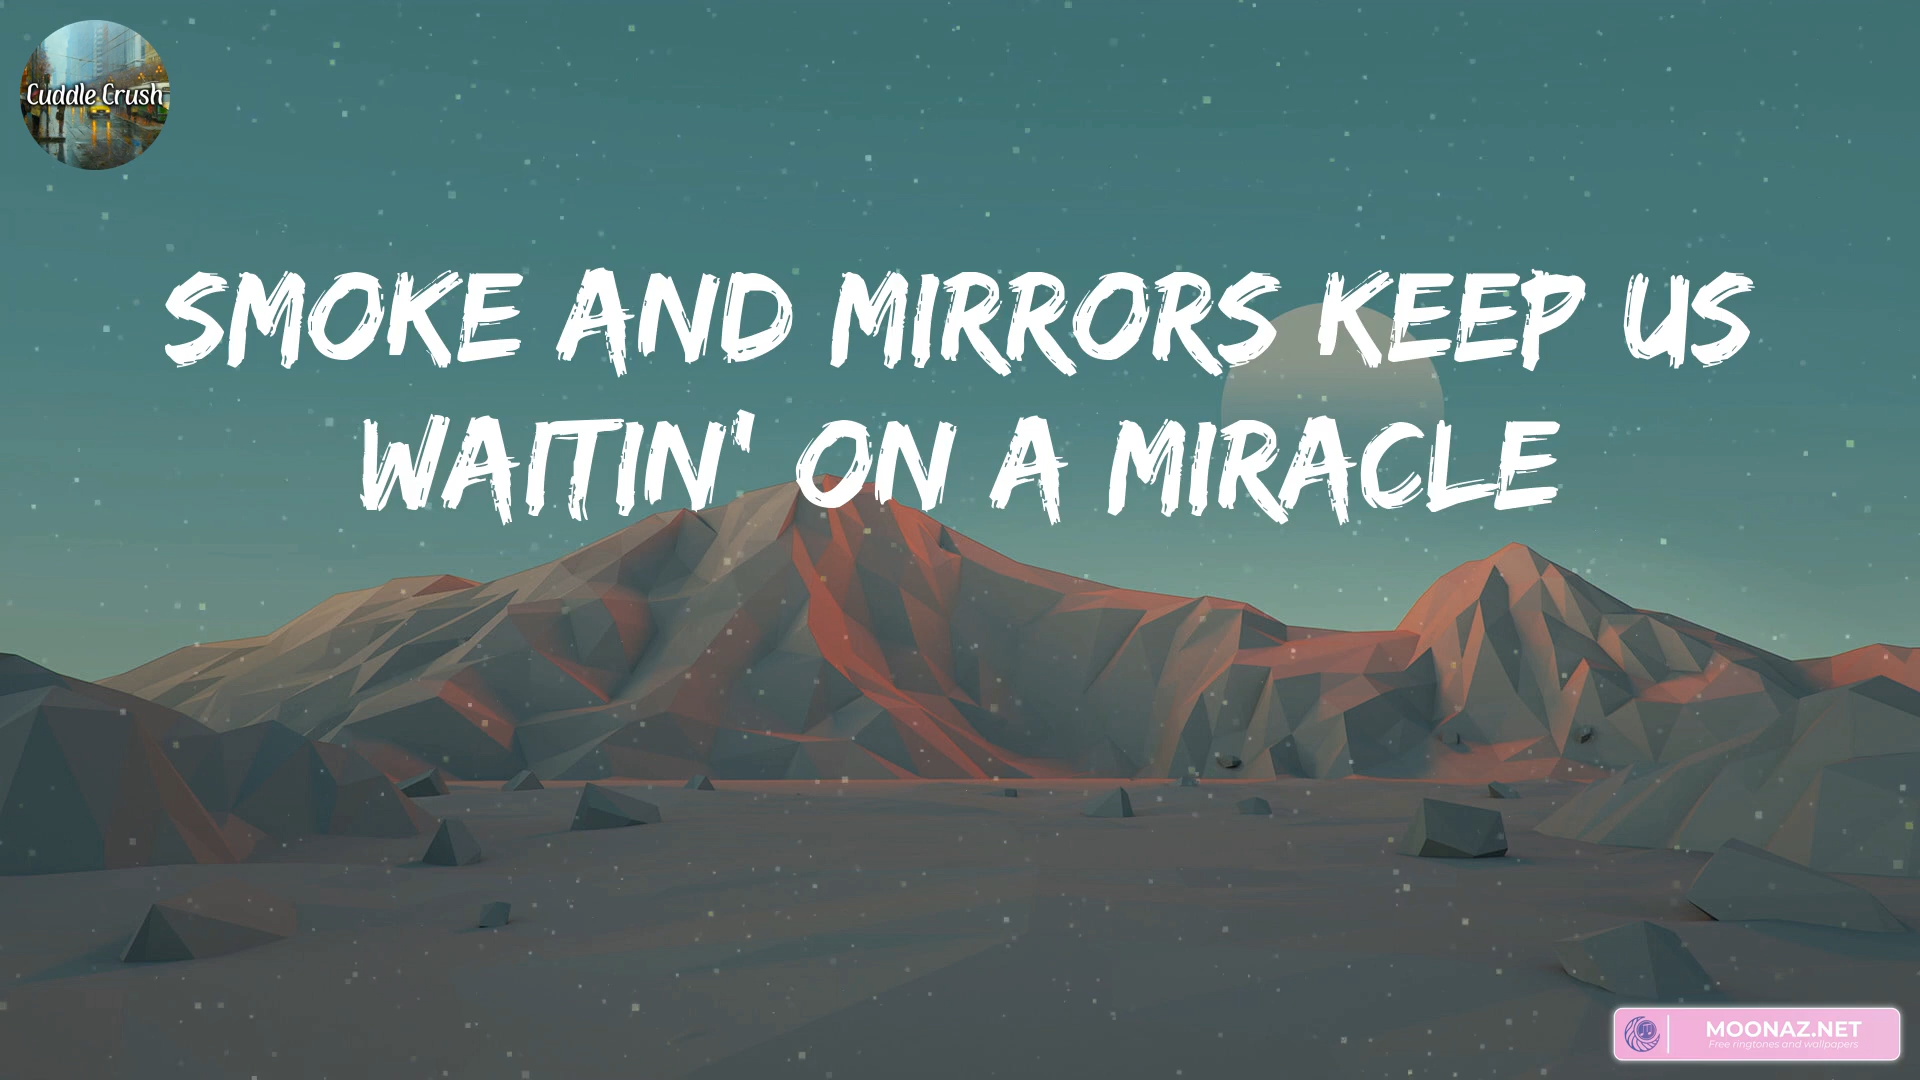 Cuddle Crush
SMOKE AND MIRRORS KEEP US
WAITIN' ON A MIRACLE
MOONAZ.NET
Free ringtones and wallpapers